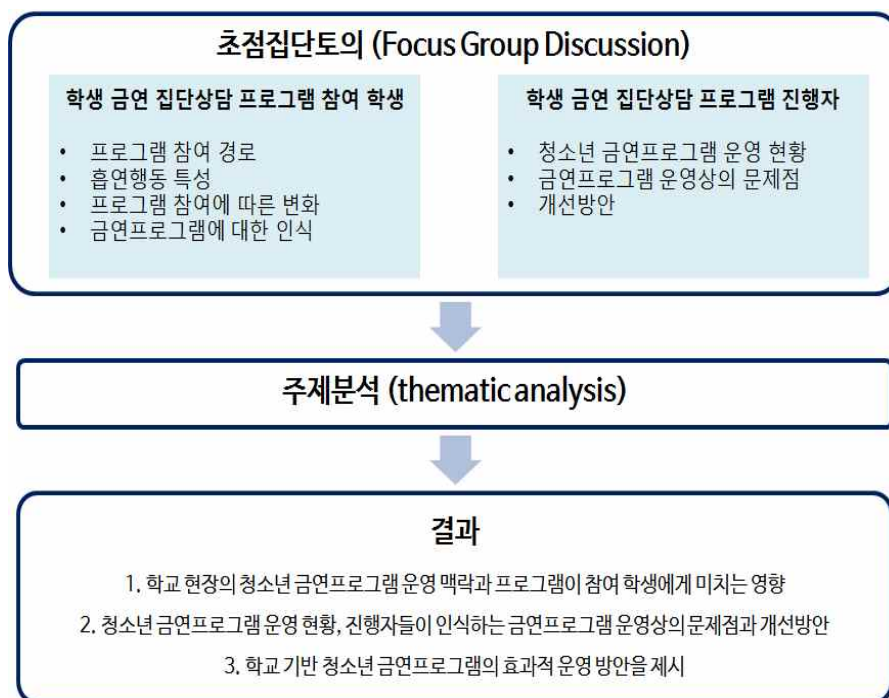 초점집단토의 (Focus Group Discussion)
학생 금연 집단상담 프로그램 참여 학생
• 프로그램 참여 경로
• 흡연행동 특성
• 프로그램 참여에 따른 변화
• 금연프로그램에 대한 인식
학생 금연 집단상담 프로그램 진행자
• 청소년 금연프로그램 운영 현황
• 금연프로그램 운영상의 문제점
• 개선방안
주제분석 (thematic analysis)
결과
1. 학교 현장의 청소년 금연프로그램 운영 맥락과 프로그램이 참여 학생에게 미치는 영향
2. 청소년 금연프로그램 운영 현황, 진행자들이 인식하는 금연프로그램 운영상의 문제점과 개선방안
3. 학교 기반 청소년 금연프로그램의 효과적 운영 방안을 제시